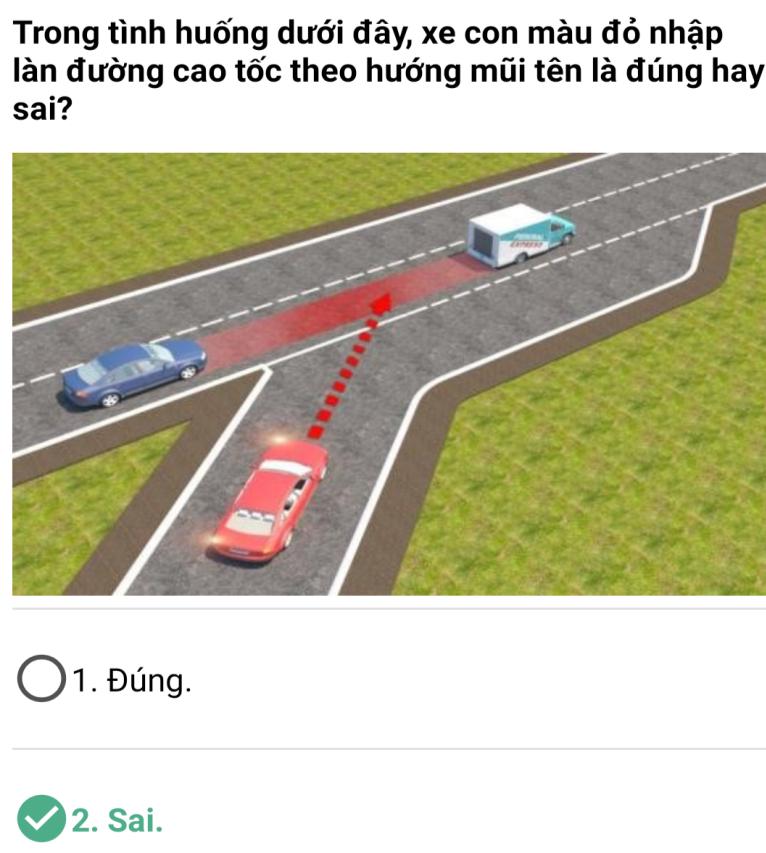 Trong tình huống dưới đây, xe con màu đỏ nhập
làn đường cao tốc theo hướng mũi tên là đúng hay
sai?
FEDERAL
EXPRESS
1. Đúng.
2. Sai.